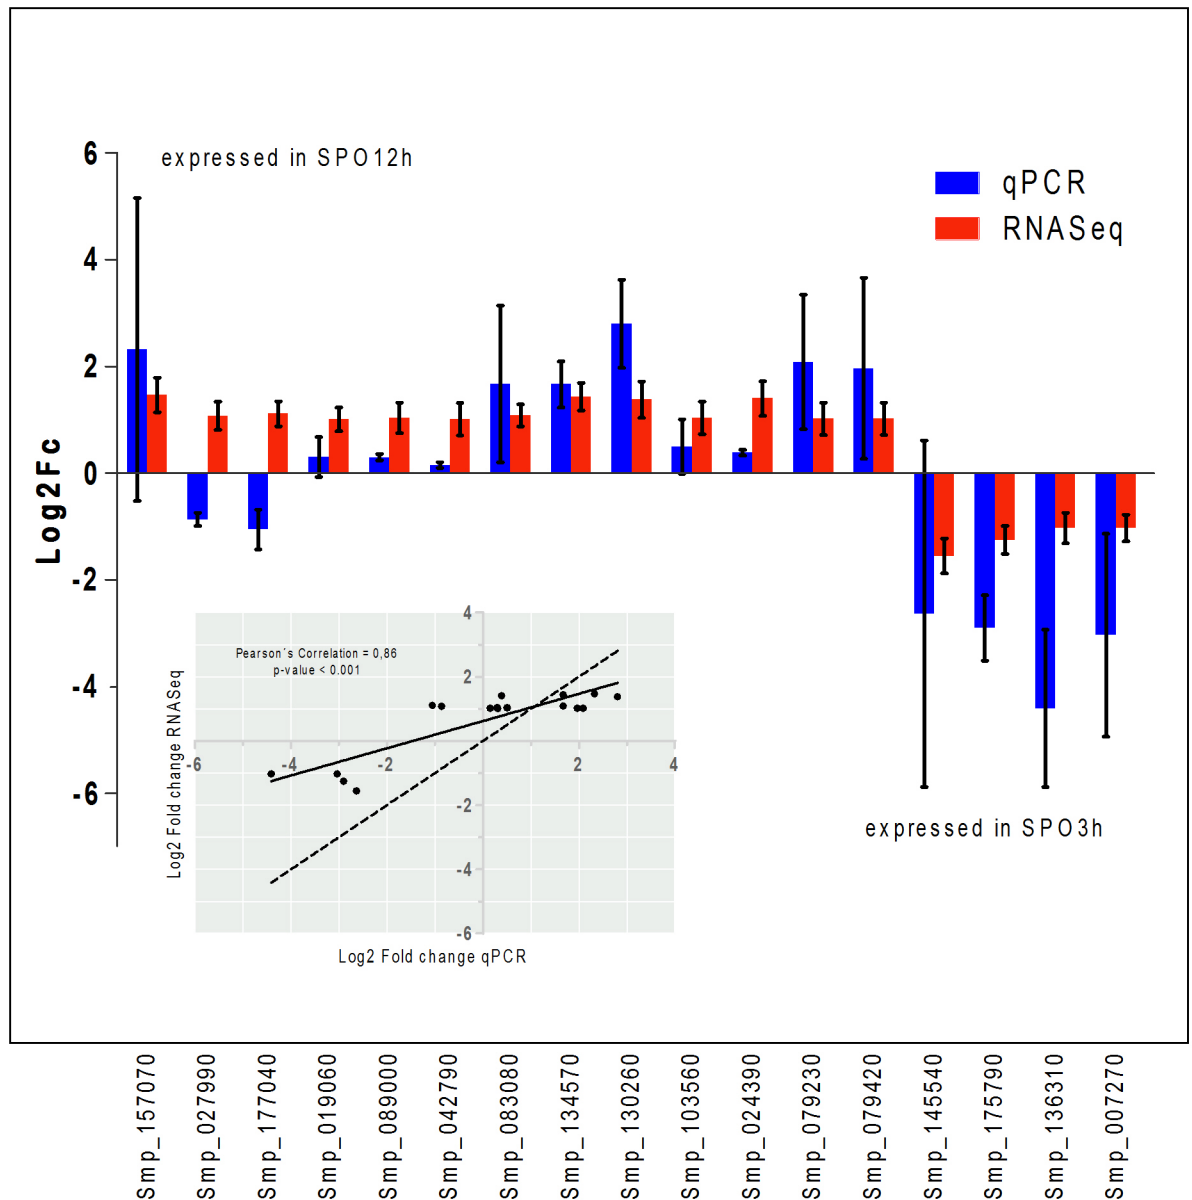 expressed in SPO12h
qPCR
RNASeq
Log2Fc
6
4
2
0
-2
-4
-6
Pearson´s Correlation = 0,86
p-value < 0.001
Log2 Fold change RNASeq
4
2
-2
-4
-6
-6
-4
-2
2
4
Log2 Fold change qPCR
expressed in SPO3h
Smp_157070
Smp_027990
Smp_177040
Smp_019060
Smp_089000
Smp_042790
Smp_083080
Smp_134570
Smp_130260
Smp_103560
Smp_024390
Smp_079230
Smp_079420
Smp_145540
Smp_175790
Smp_136310
Smp_007270